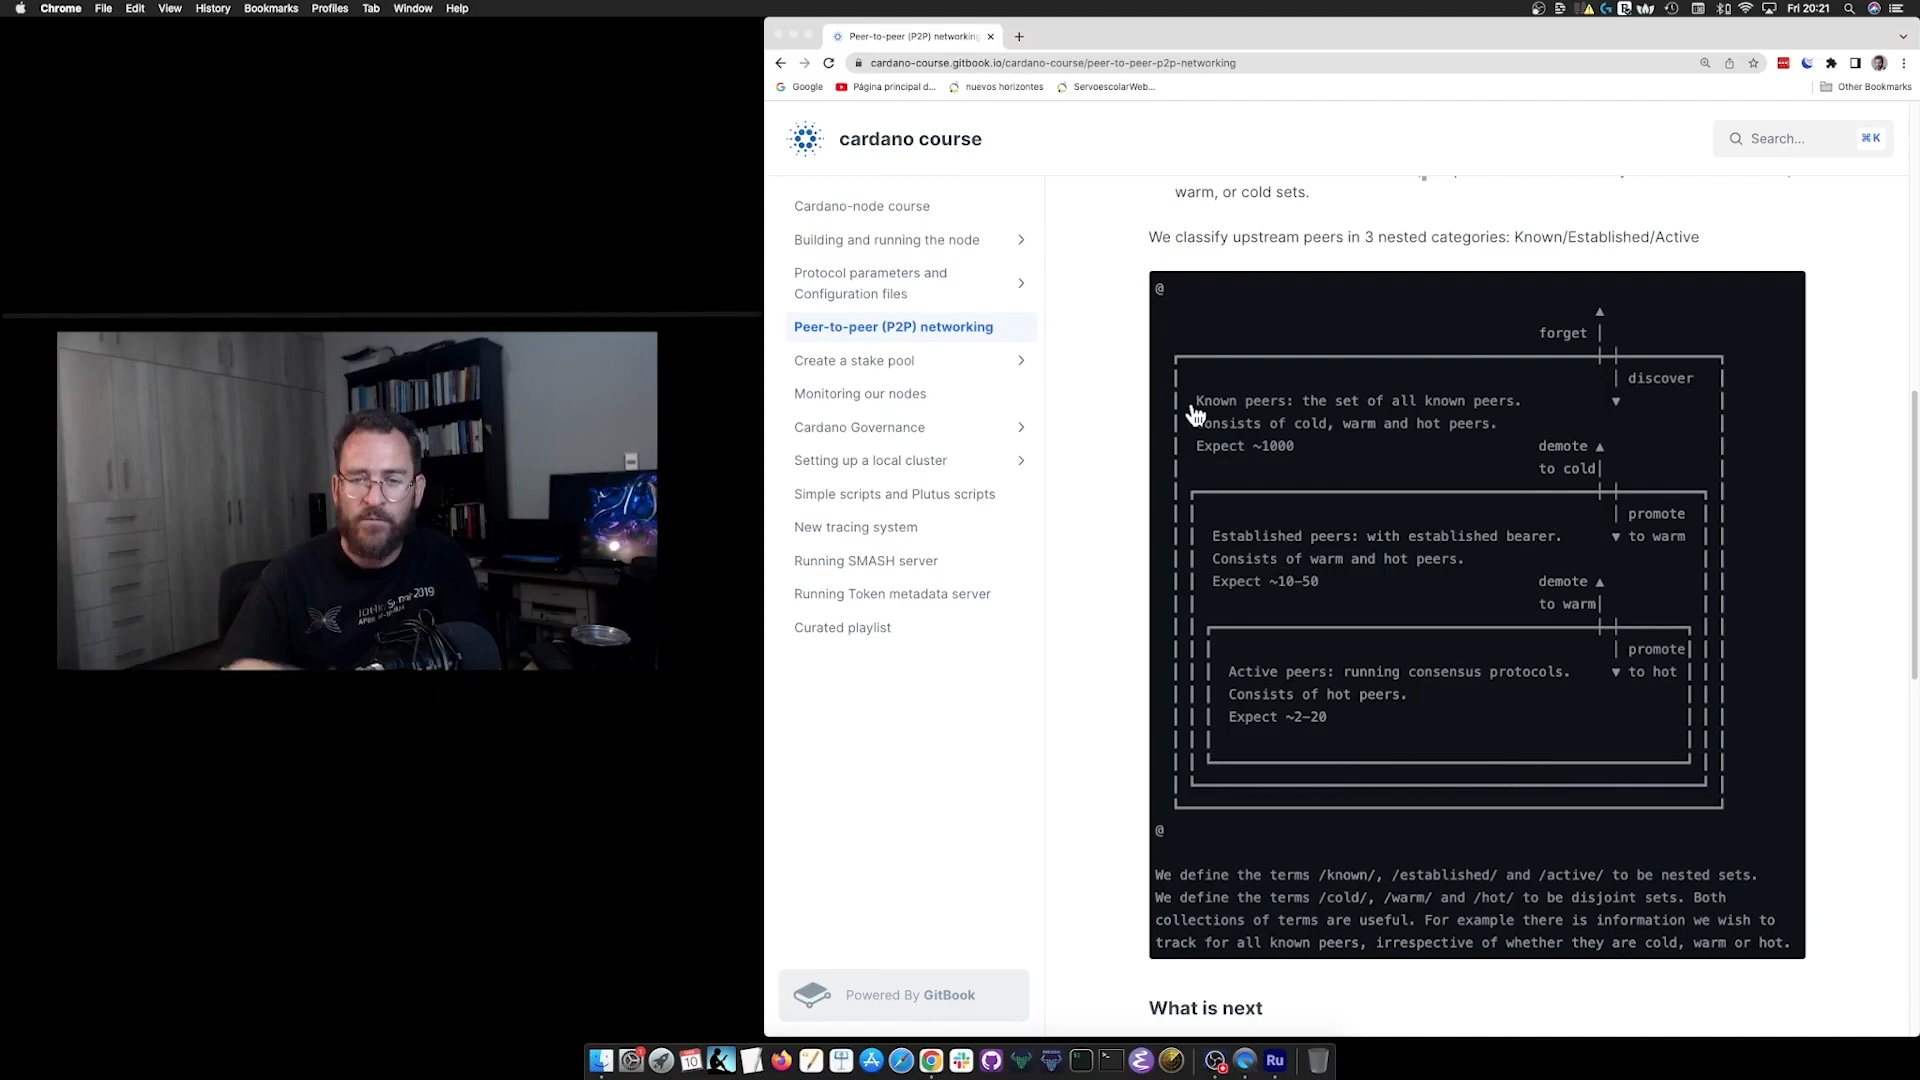 Chrome File Edit View History Bookmarks Profiles Tab Window Help
Fri 20:21
Peer-to-peer (P2P) networking
cardano-course.gitbook.io/cardano-course/peer-to-peer-p2p-networking
Google Página principal d... nuevos horizontes ServoescolarWeb... Other Bookmarks
cardano course
Search... ⌘K
Cardano-node course
Building and running the node
Protocol parameters and
Configuration files
Peer-to-peer (P2P) networking
Create a stake pool
Monitoring our nodes
Cardano Governance
Setting up a local cluster
Simple scripts and Plutus scripts
New tracing system
Running SMASH server
Running Token metadata server
Curated playlist
Powered By GitBook
warm, or cold sets.
We classify upstream peers in 3 nested categories: Known/Established/Active
@
forget
discover
Known peers: the set of all known peers.
Consists of cold, warm and hot peers.
Expect ~1000 demote
to cold
promote
Established peers: with established bearer. to warm
Consists of warm and hot peers.
Expect ~10-50 demote
to warm
promote
Active peers: running consensus protocols. to hot
Consists of hot peers.
Expect ~2-20
@
We define the terms /known/, /established/ and /active/ to be nested sets.
We define the terms /cold/, /warm/ and /hot/ to be disjoint sets. Both
collections of terms are useful. For example there is information we wish to
track for all known peers, irrespective of whether they are cold, warm or hot.
What is next
2019
10
Ru